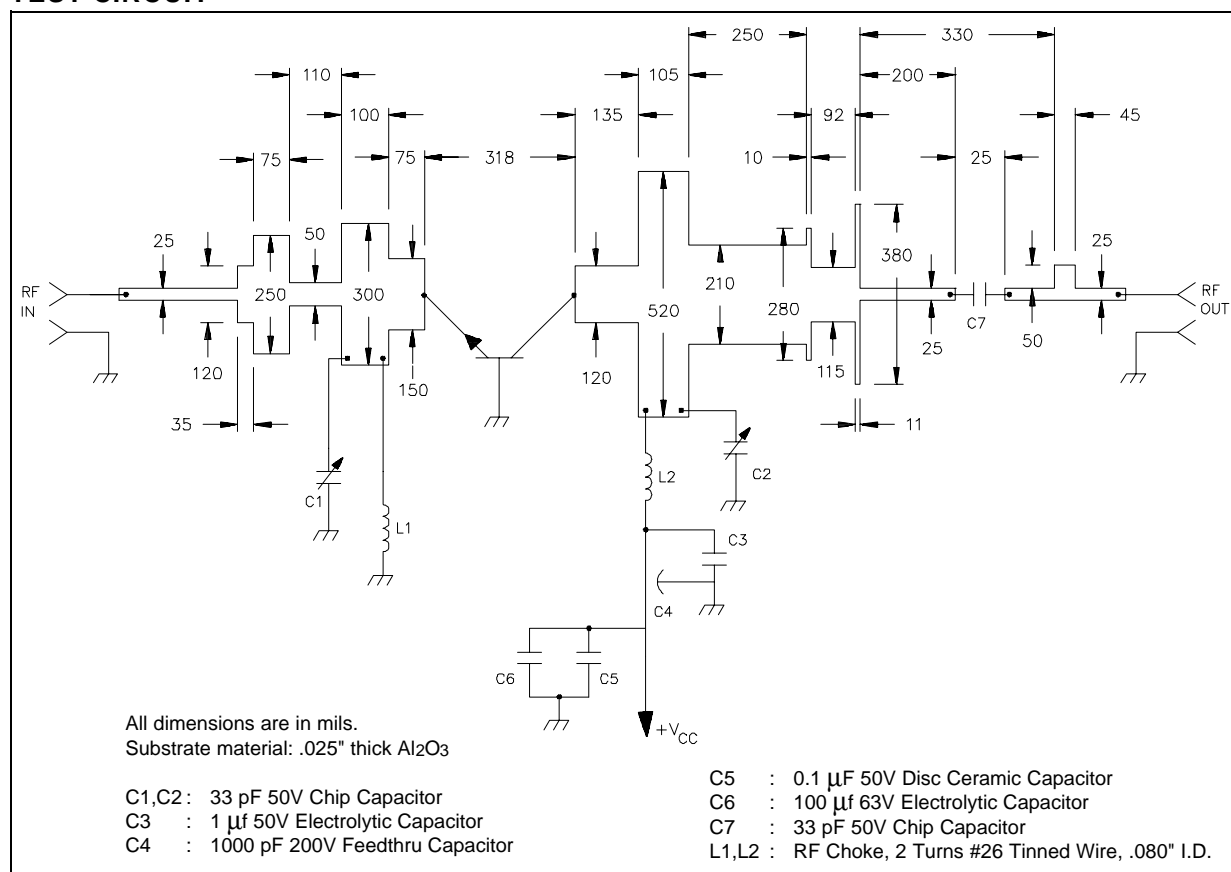 TEST CIRCUIT
250
330
110
105
200
100
135
92
45
75
75
318
10
25
25
50
25
380
RF
IN
250
300
210
280
520
C7
RF
OUT
120
150
120
115
25
50
35
11
C1
L1
L2
C2
C3
C4
C6
C5
+VCC
All dimensions are in mils.
Substrate material: .025" thick Al2O3
C1,C2 : 33 pF 50V Chip Capacitor
C3 : 1 μf 50V Electrolytic Capacitor
C4 : 1000 pF 200V Feedthru Capacitor
C5 : 0.1 μF 50V Disc Ceramic Capacitor
C6 : 100 μf 63V Electrolytic Capacitor
C7 : 33 pF 50V Chip Capacitor
L1,L2 : RF Choke, 2 Turns #26 Tinned Wire, .080" I.D.